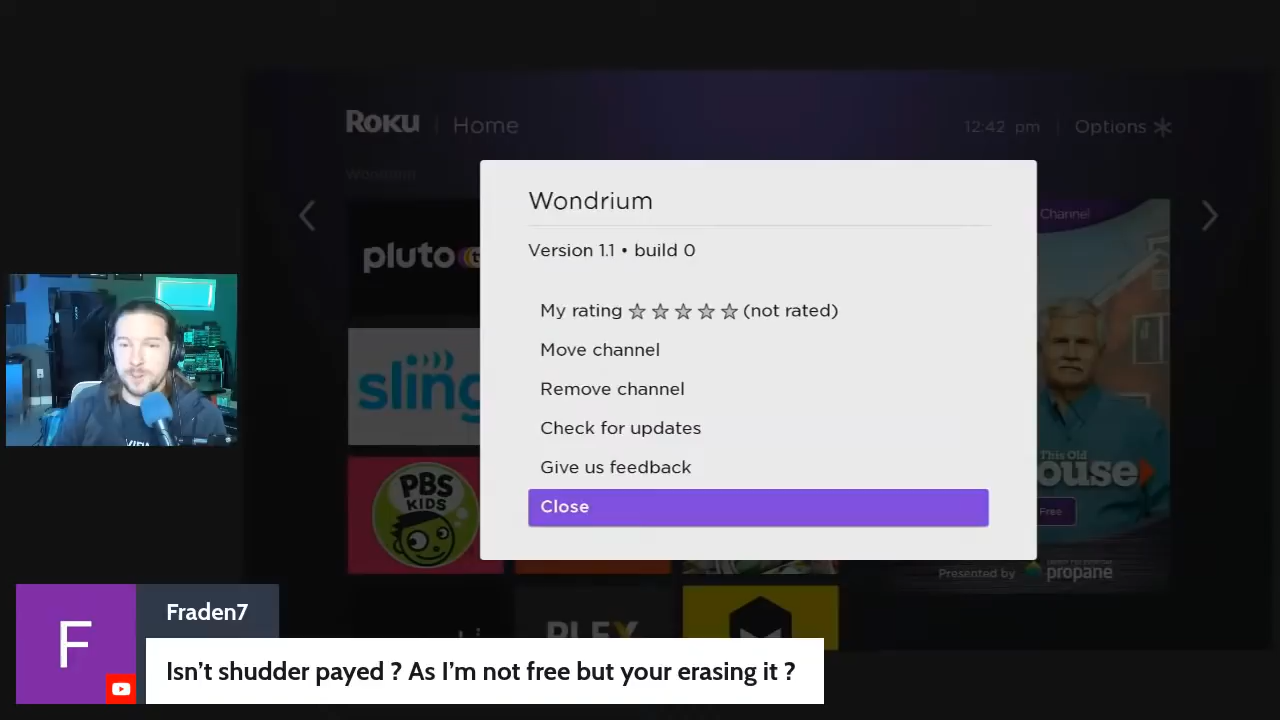 Roku | Home
12:42 pm | Options
Wondrium
pluto tv
Channel
Wondrium
Version 1.1 • build 0
My rating (not rated)
Move channel
Remove channel
Check for updates
Give us feedback
Close
sling
PBS
KIDS
This Old
House
Free
Presented by
propane
PLEX
F
Fraden7
Isn't shudder payed ? As I'm not free but your erasing it ?